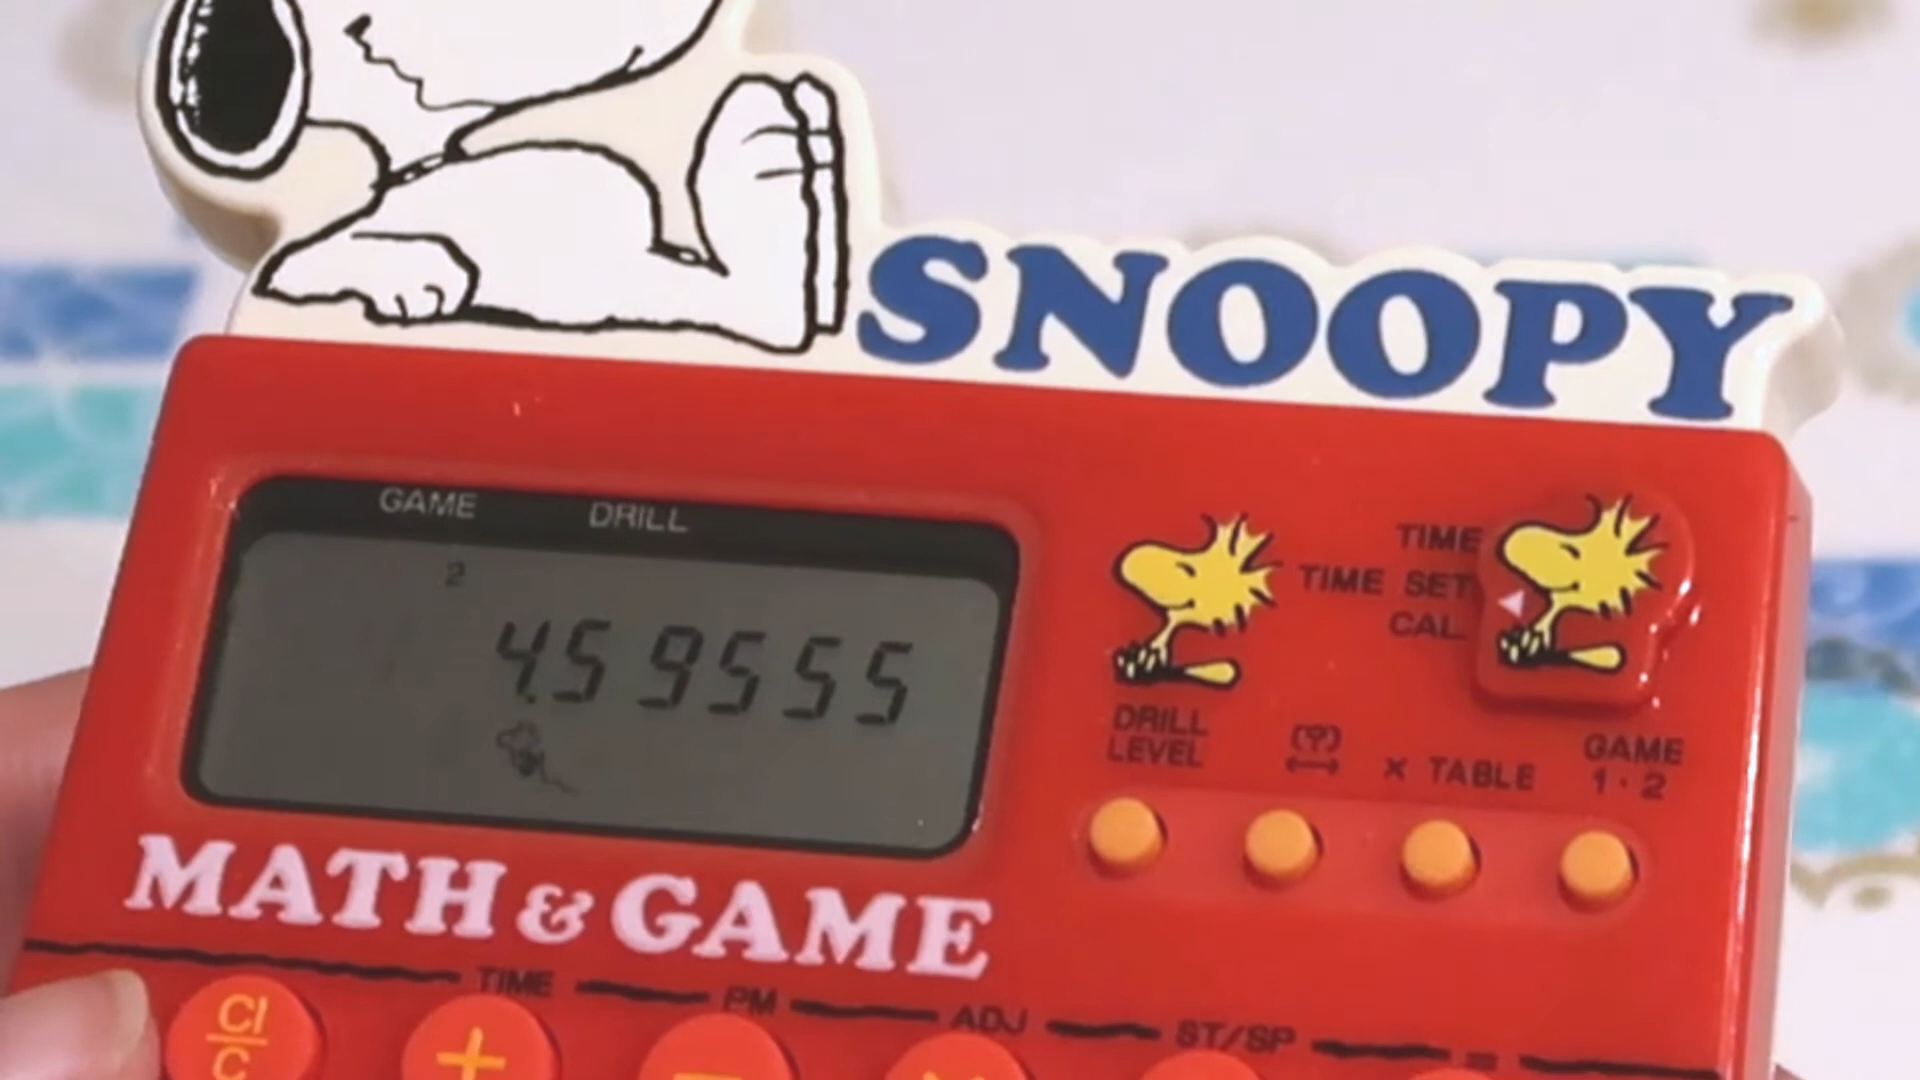 SNOOPY
GAME DRILL
2
4.59555
TIME
TIME SET
CAL.
DRILL
LEVEL
(?)
× TABLE
GAME
1·2
MATH & GAME
TIME PM ADJ ST/SP =
CI
C
+
−
×